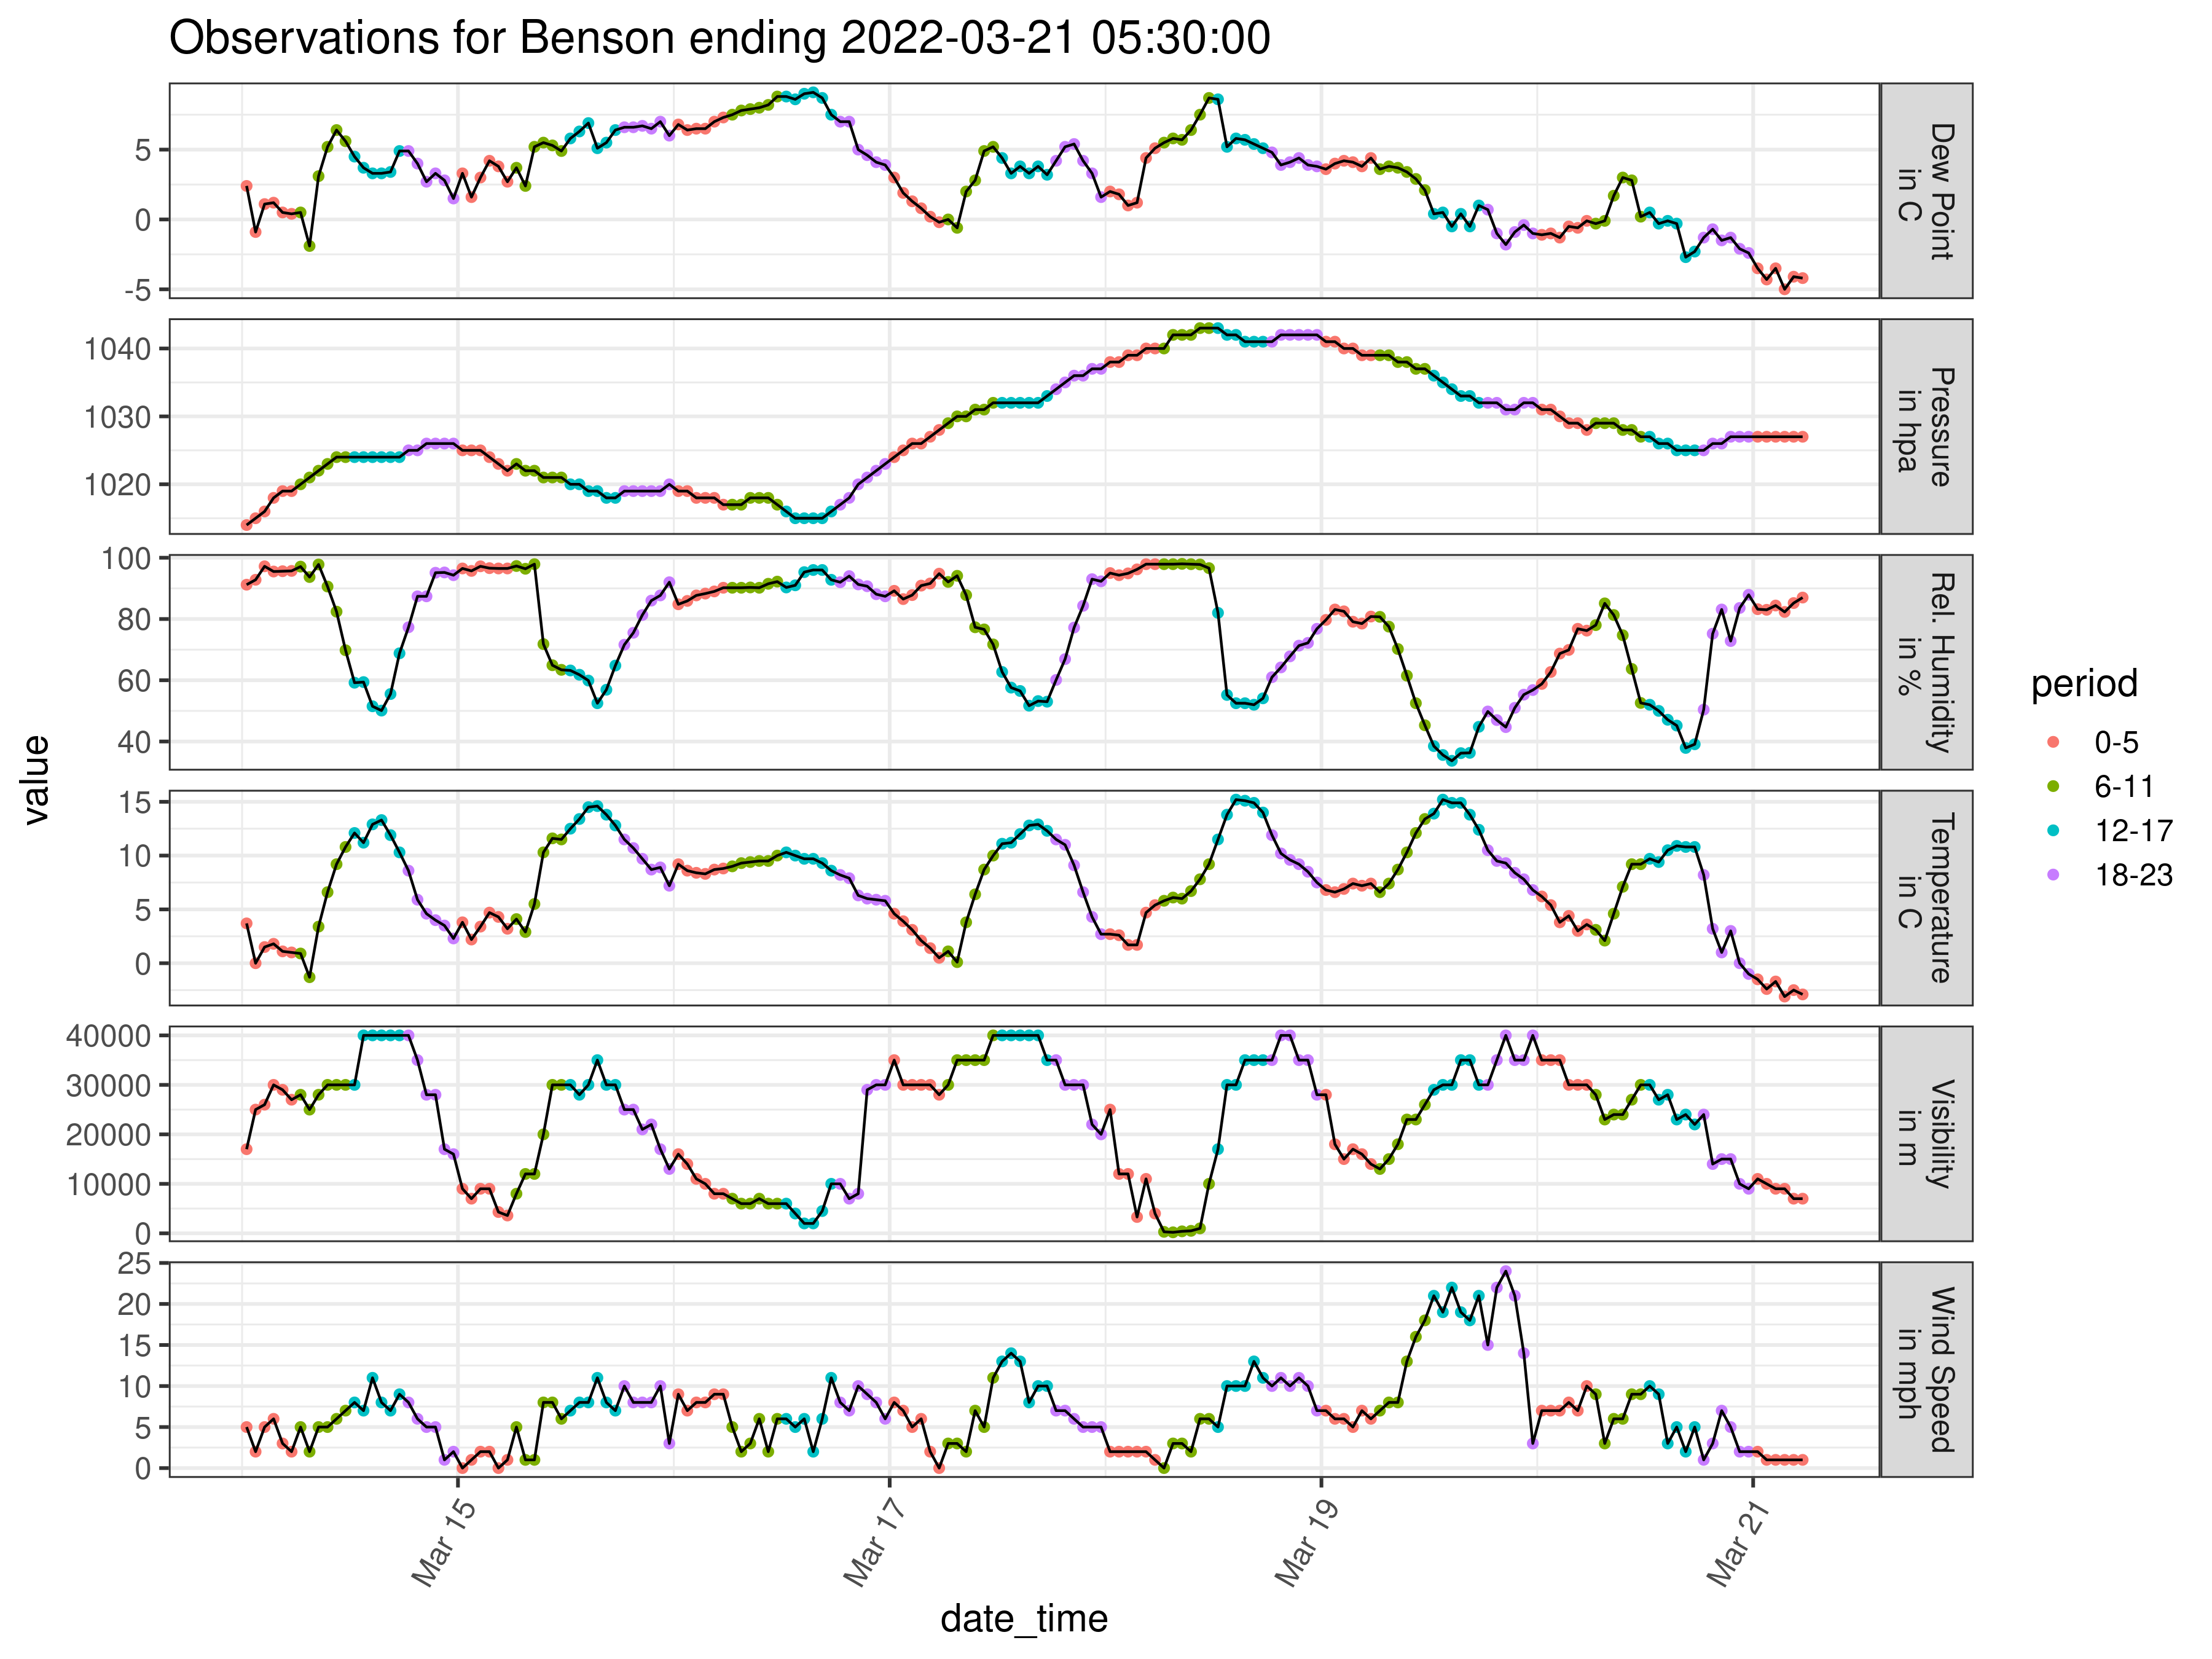 Observations for Benson ending 2022-03-21 05:30:00
value
5
0
-5
Dew Point
in C
1040
1030
1020
Pressure
in hpa
100
80
60
40
Rel. Humidity
in %
15
10
5
0
Temperature
in C
40000
30000
20000
10000
0
Visibility
in m
25
20
15
10
5
0
Wind Speed
in mph
Mar 15
Mar 17
Mar 19
Mar 21
date_time
period
0-5
6-11
12-17
18-23